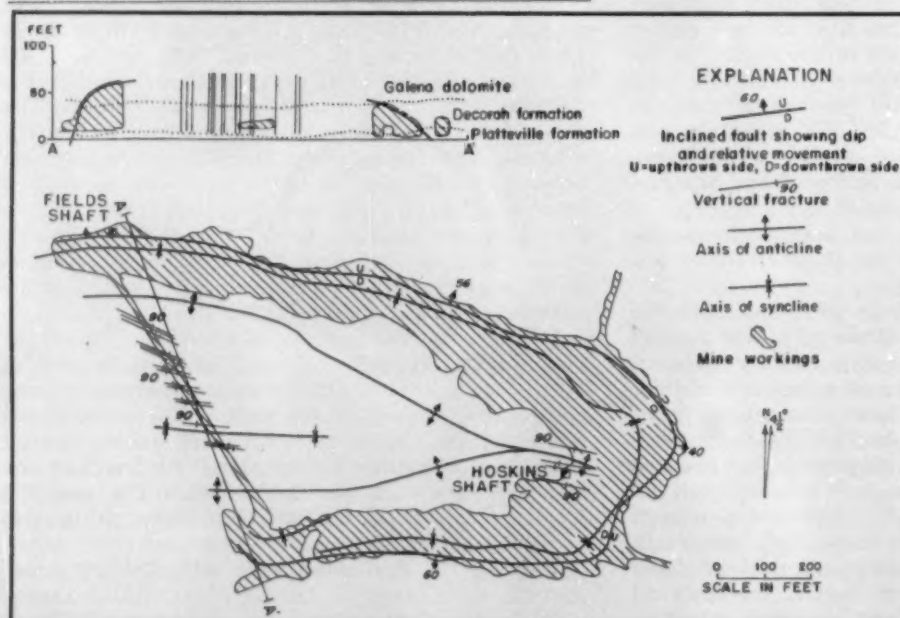 FEET
100
50
0
A
A'
Galena dolomite
Decorah formation
Platteville formation
EXPLANATION
60
U
D
Inclined fault showing dip
and relative movement
U=upthrown side, D=downthrown side
90
Vertical fracture
Axis of anticline
Axis of syncline
Mine workings
FIELDS
SHAFT
U
D
56
90
90
90
90
HOSKINS
SHAFT
90
40
D
U
D
U
60
N
0 100 200
SCALE IN FEET